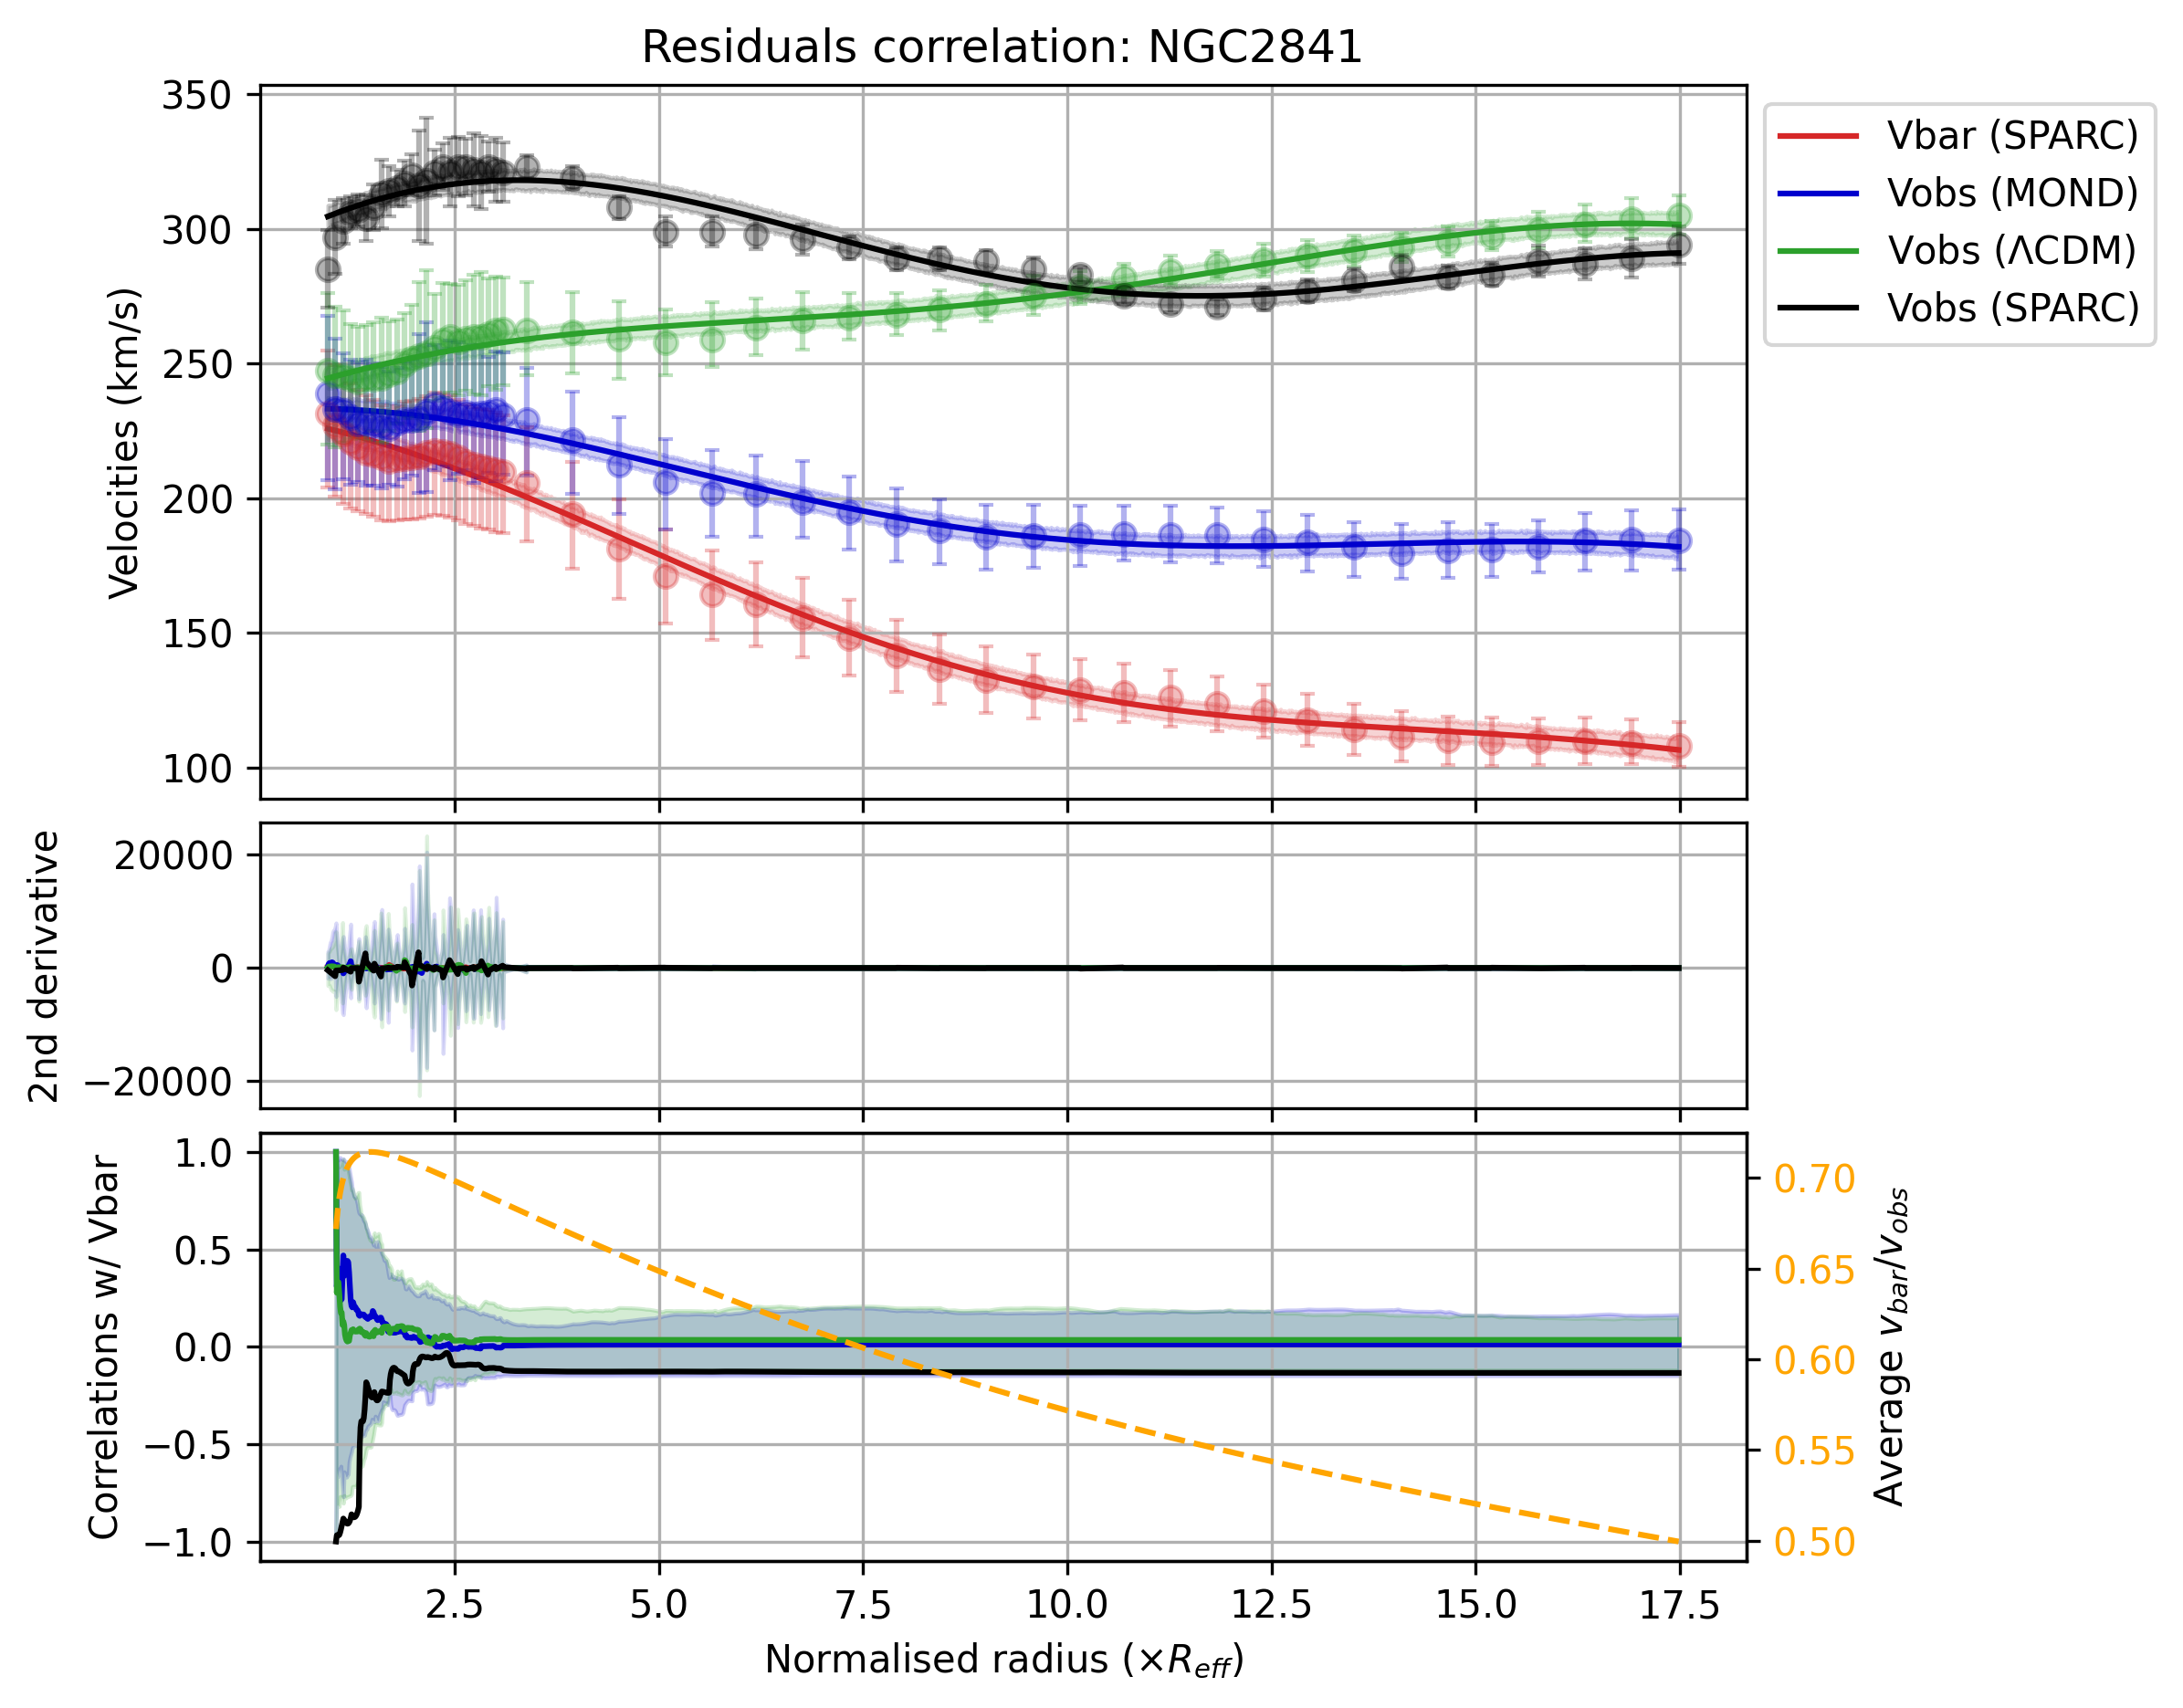 Residuals correlation: NGC2841
350
300
250
200
150
100
Velocities (km/s)
Vbar (SPARC)
Vobs (MOND)
Vobs (ΛCDM)
Vobs (SPARC)
20000
0
−20000
2nd derivative
1.0
0.5
0.0
−0.5
−1.0
Correlations w/ Vbar
0.70
0.65
0.60
0.55
0.50
Average v_bar/v_obs
2.5 5.0 7.5 10.0 12.5 15.0 17.5
Normalised radius (×R_eff)